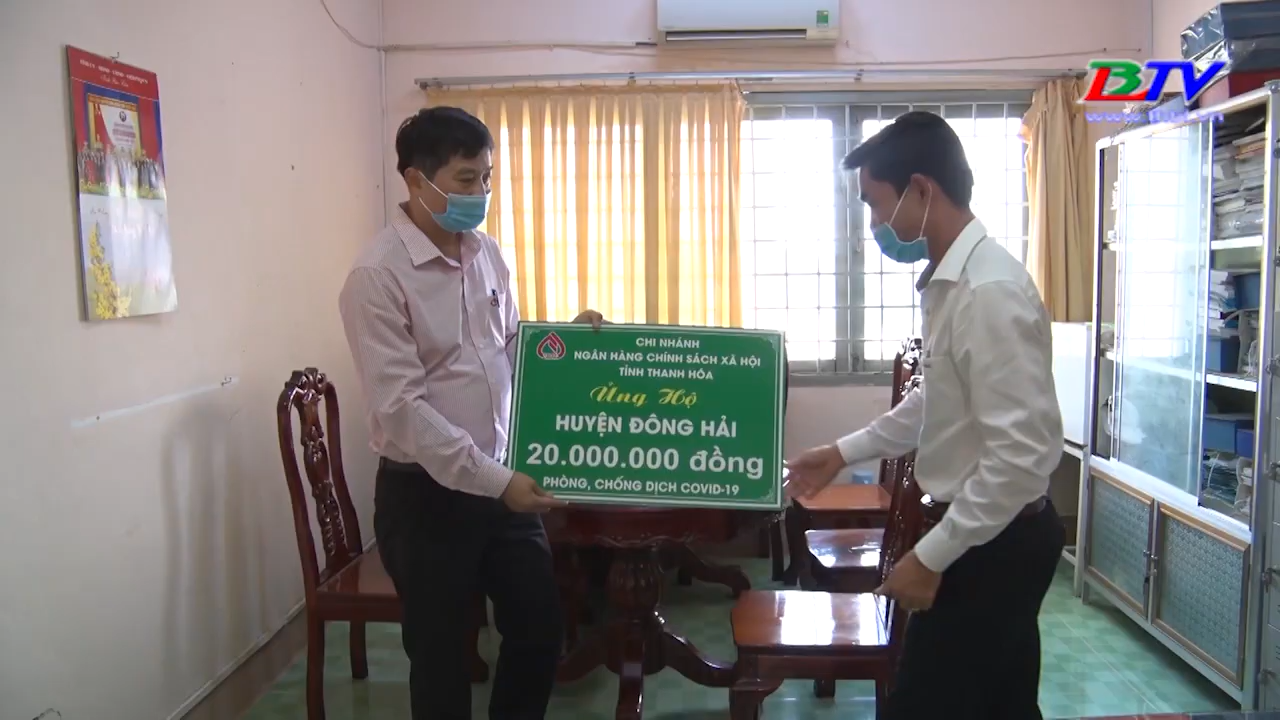 BTV
CHI NHÁNH
NGÂN HÀNG CHÍNH SÁCH XÃ HỘI
TỈNH THANH HÓA
Ủng Hộ
HUYỆN ĐÔNG HẢI
20.000.000 đồng
PHÒNG, CHỐNG DỊCH COVID-19